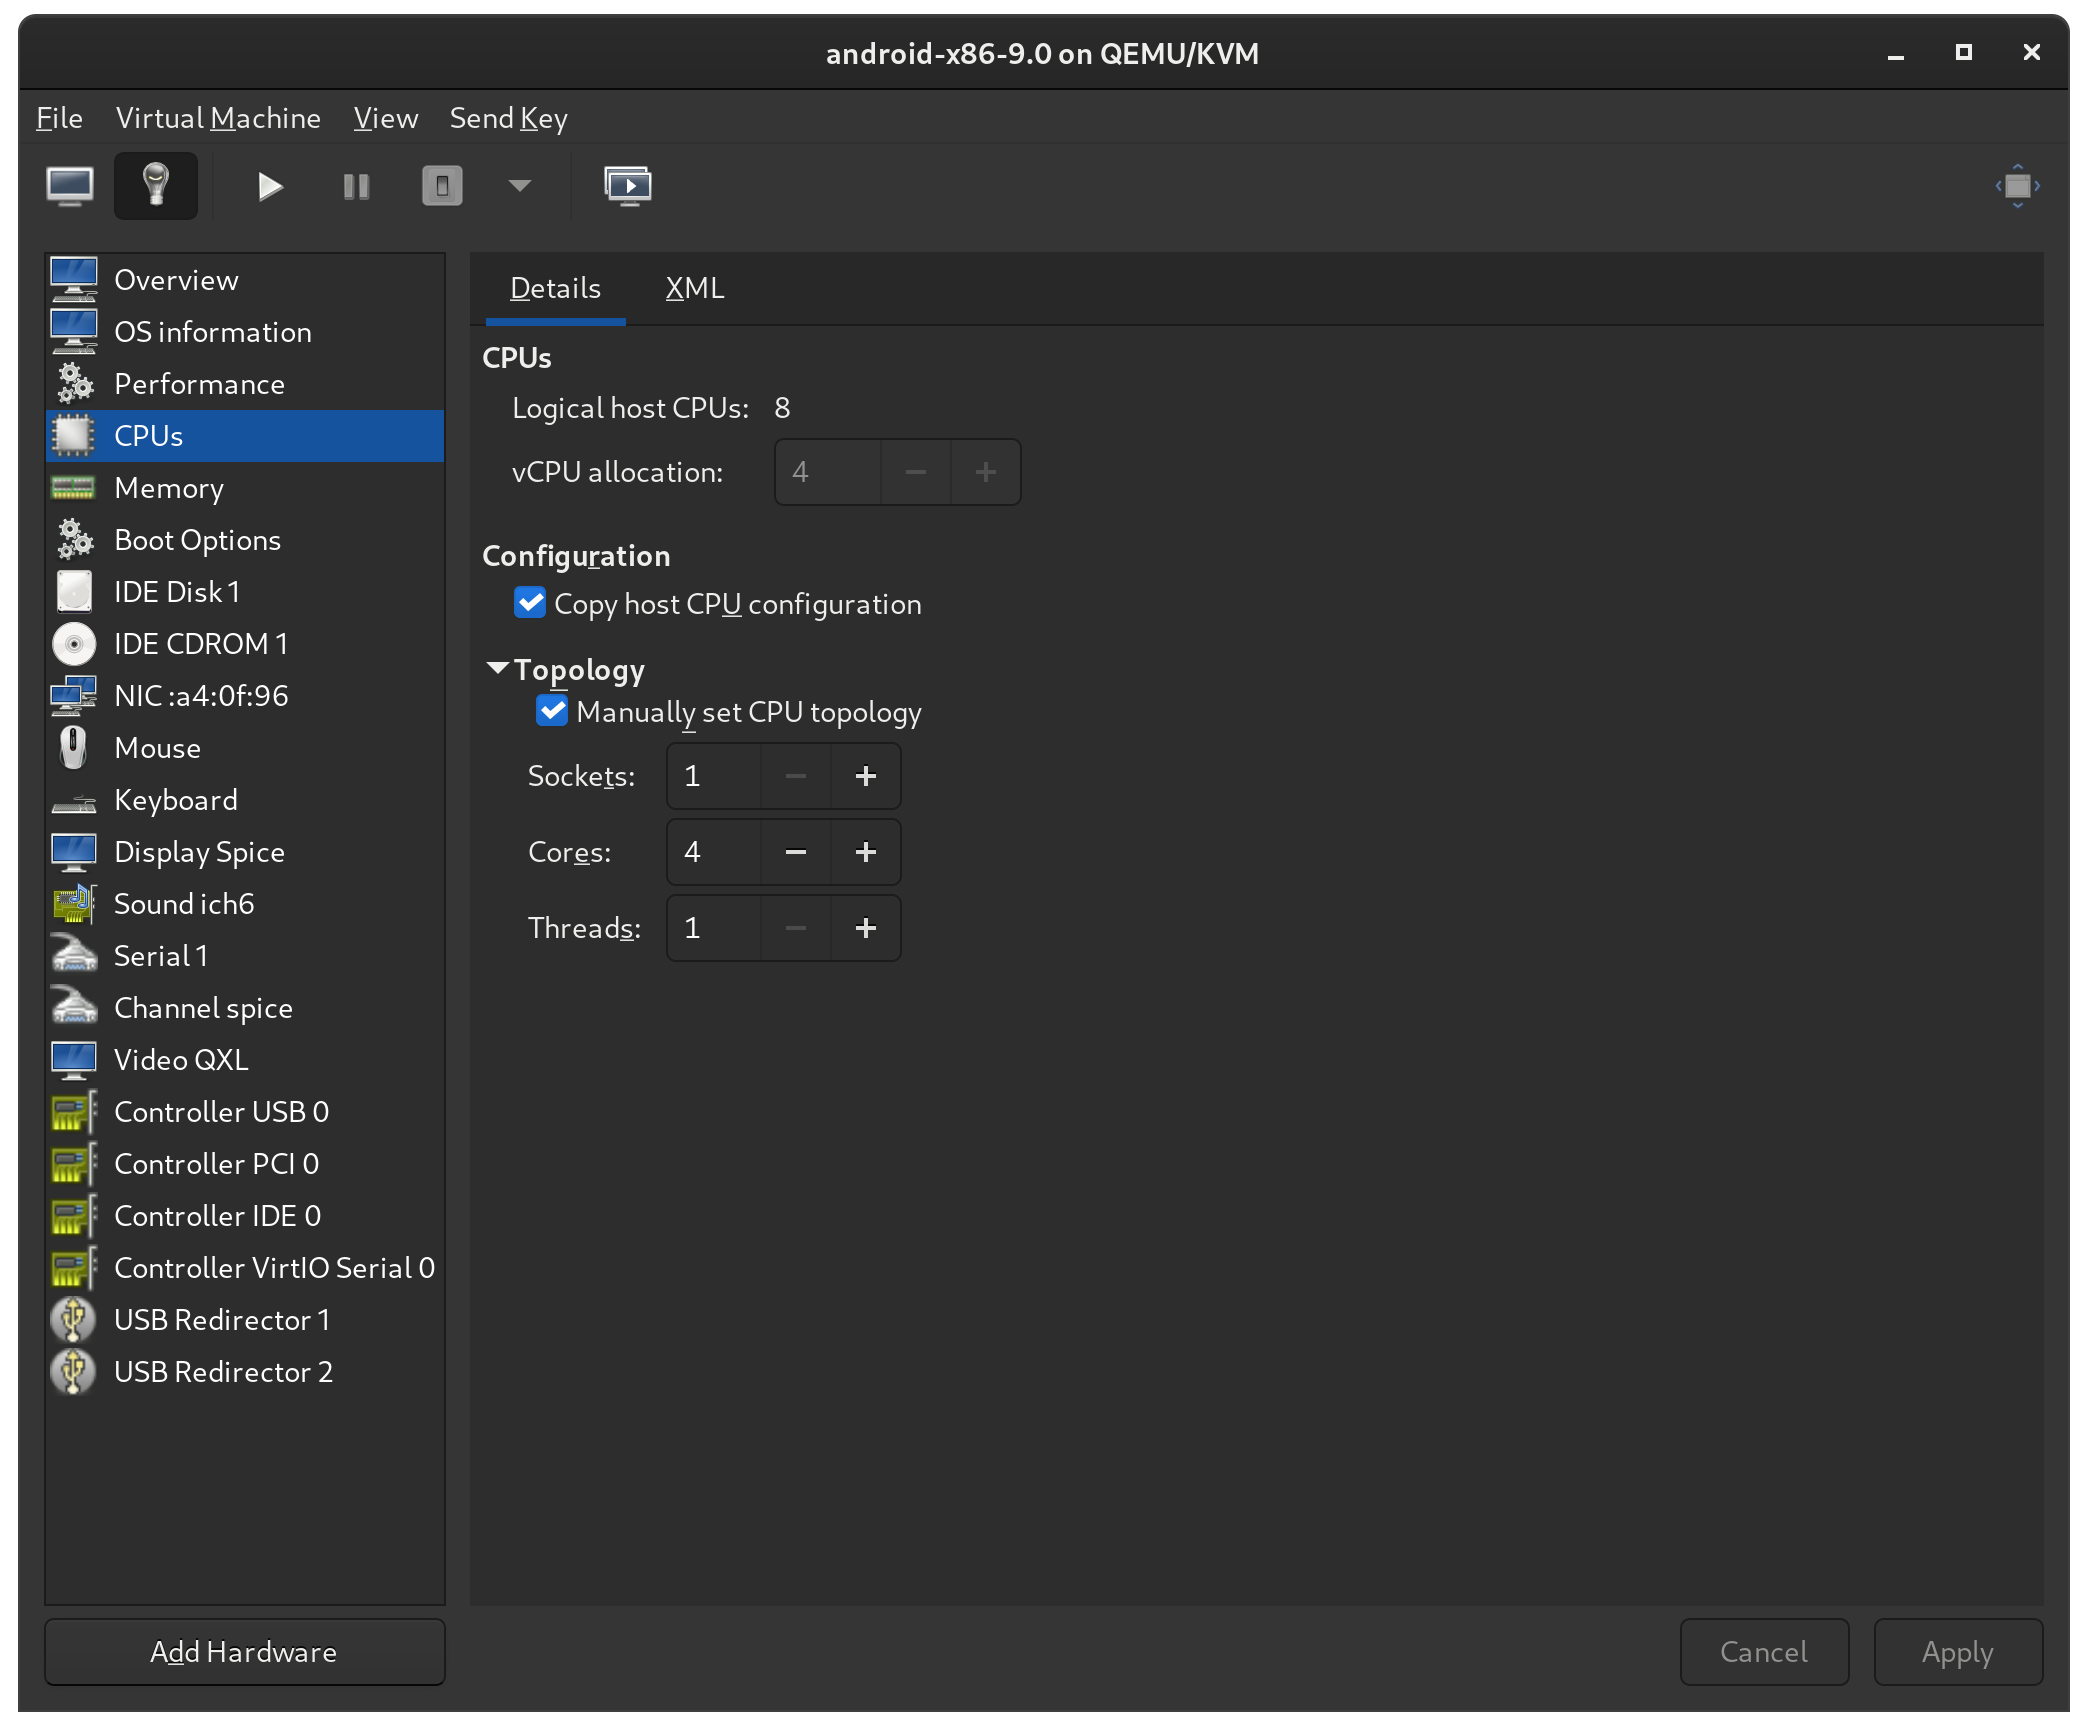 android-x86-9.0 on QEMU/KVM
File Virtual Machine View Send Key
Overview
OS information
Performance
CPUs
Memory
Boot Options
IDE Disk 1
IDE CDROM 1
NIC :a4:0f:96
Mouse
Keyboard
Display Spice
Sound ich6
Serial 1
Channel spice
Video QXL
Controller USB 0
Controller PCI 0
Controller IDE 0
Controller VirtIO Serial 0
USB Redirector 1
USB Redirector 2
Add Hardware
Details XML
CPUs
Logical host CPUs: 8
vCPU allocation: 4
Configuration
Copy host CPU configuration
Topology
Manually set CPU topology
Sockets: 1
Cores: 4
Threads: 1
Cancel Apply